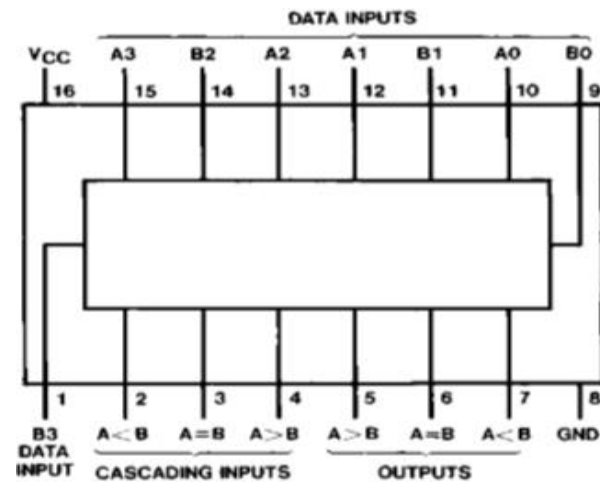 DATA INPUTS
VCC A3 B2 A2 A1 B1 A0 B0
16 15 14 13 12 11 10 9
1 2 3 4 5 6 7 8
B3 A<B A=B A>B A>B A=B A<B GND
DATA
INPUT CASCADING INPUTS OUTPUTS